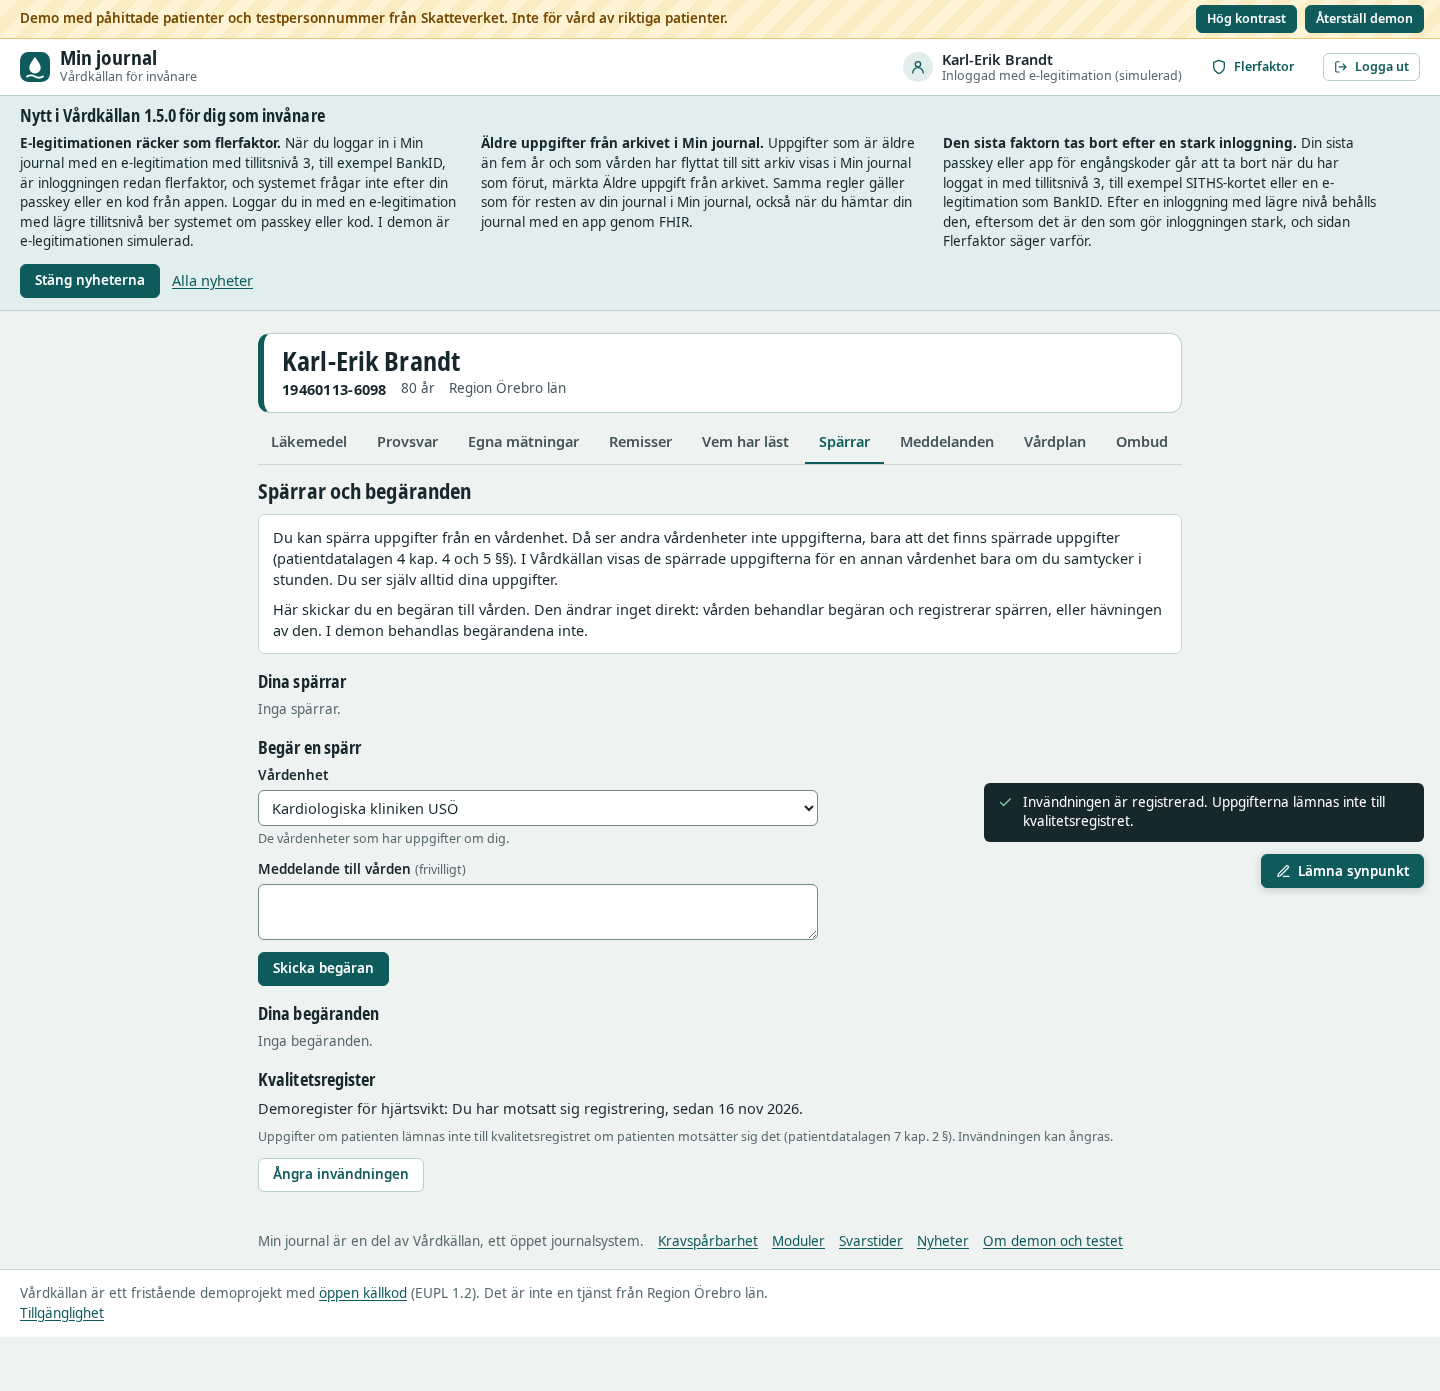 Demo med påhittade patienter och testpersonnummer från Skatteverket. Inte för vård av riktiga patienter.
Hög kontrast
Återställ demon
Min journal
Vårdkällan för invånare
Karl-Erik Brandt
Inloggad med e-legitimation (simulerad)
Flerfaktor
Logga ut
Nytt i Vårdkällan 1.5.0 för dig som invånare
E-legitimationen räcker som flerfaktor. När du loggar in i Min
journal med en e-legitimation med tillitsnivå 3, till exempel BankID,
är inloggningen redan flerfaktor, och systemet frågar inte efter din
passkey eller en kod från appen. Loggar du in med en e-legitimation
med lägre tillitsnivå ber systemet om passkey eller kod. I demon är
e-legitimationen simulerad.
Äldre uppgifter från arkivet i Min journal. Uppgifter som är äldre
än fem år och som vården har flyttat till sitt arkiv visas i Min journal
som förut, märkta Äldre uppgift från arkivet. Samma regler gäller
som för resten av din journal i Min journal, också när du hämtar din
journal med en app genom FHIR.
Den sista faktorn tas bort efter en stark inloggning. Din sista
passkey eller app för engångskoder går att ta bort när du har
loggat in med tillitsnivå 3, till exempel SITHS-kortet eller en e-
legitimation som BankID. Efter en inloggning med lägre nivå behålls
den, eftersom det är den som gör inloggningen stark, och sidan
Flerfaktor säger varför.
Stäng nyheterna
Alla nyheter
Karl-Erik Brandt
19460113-6098 80 år Region Örebro län
Läkemedel
Provsvar
Egna mätningar
Remisser
Vem har läst
Spärrar
Meddelanden
Vårdplan
Ombud
Spärrar och begäranden
Du kan spärra uppgifter från en vårdenhet. Då ser andra vårdenheter inte uppgifterna, bara att det finns spärrade uppgifter
(patientdatalagen 4 kap. 4 och 5 §§). I Vårdkällan visas de spärrade uppgifterna för en annan vårdenhet bara om du samtycker i
stunden. Du ser själv alltid dina uppgifter.
Här skickar du en begäran till vården. Den ändrar inget direkt: vården behandlar begäran och registrerar spärren, eller hävningen
av den. I demon behandlas begärandena inte.
Dina spärrar
Inga spärrar.
Begär en spärr
Vårdenhet
Kardiologiska kliniken USÖ
De vårdenheter som har uppgifter om dig.
Meddelande till vården (frivilligt)
Skicka begäran
Invändningen är registrerad. Uppgifterna lämnas inte till
kvalitetsregistret.
Lämna synpunkt
Dina begäranden
Inga begäranden.
Kvalitetsregister
Demoregister för hjärtsvikt: Du har motsatt sig registrering, sedan 16 nov 2026.
Uppgifter om patienten lämnas inte till kvalitetsregistret om patienten motsätter sig det (patientdatalagen 7 kap. 2 §). Invändningen kan ångras.
Ångra invändningen
Min journal är en del av Vårdkällan, ett öppet journalsystem. Kravspårbarhet Moduler Svarstider Nyheter Om demon och testet
Vårdkällan är ett fristående demoprojekt med öppen källkod (EUPL 1.2). Det är inte en tjänst från Region Örebro län.
Tillgänglighet